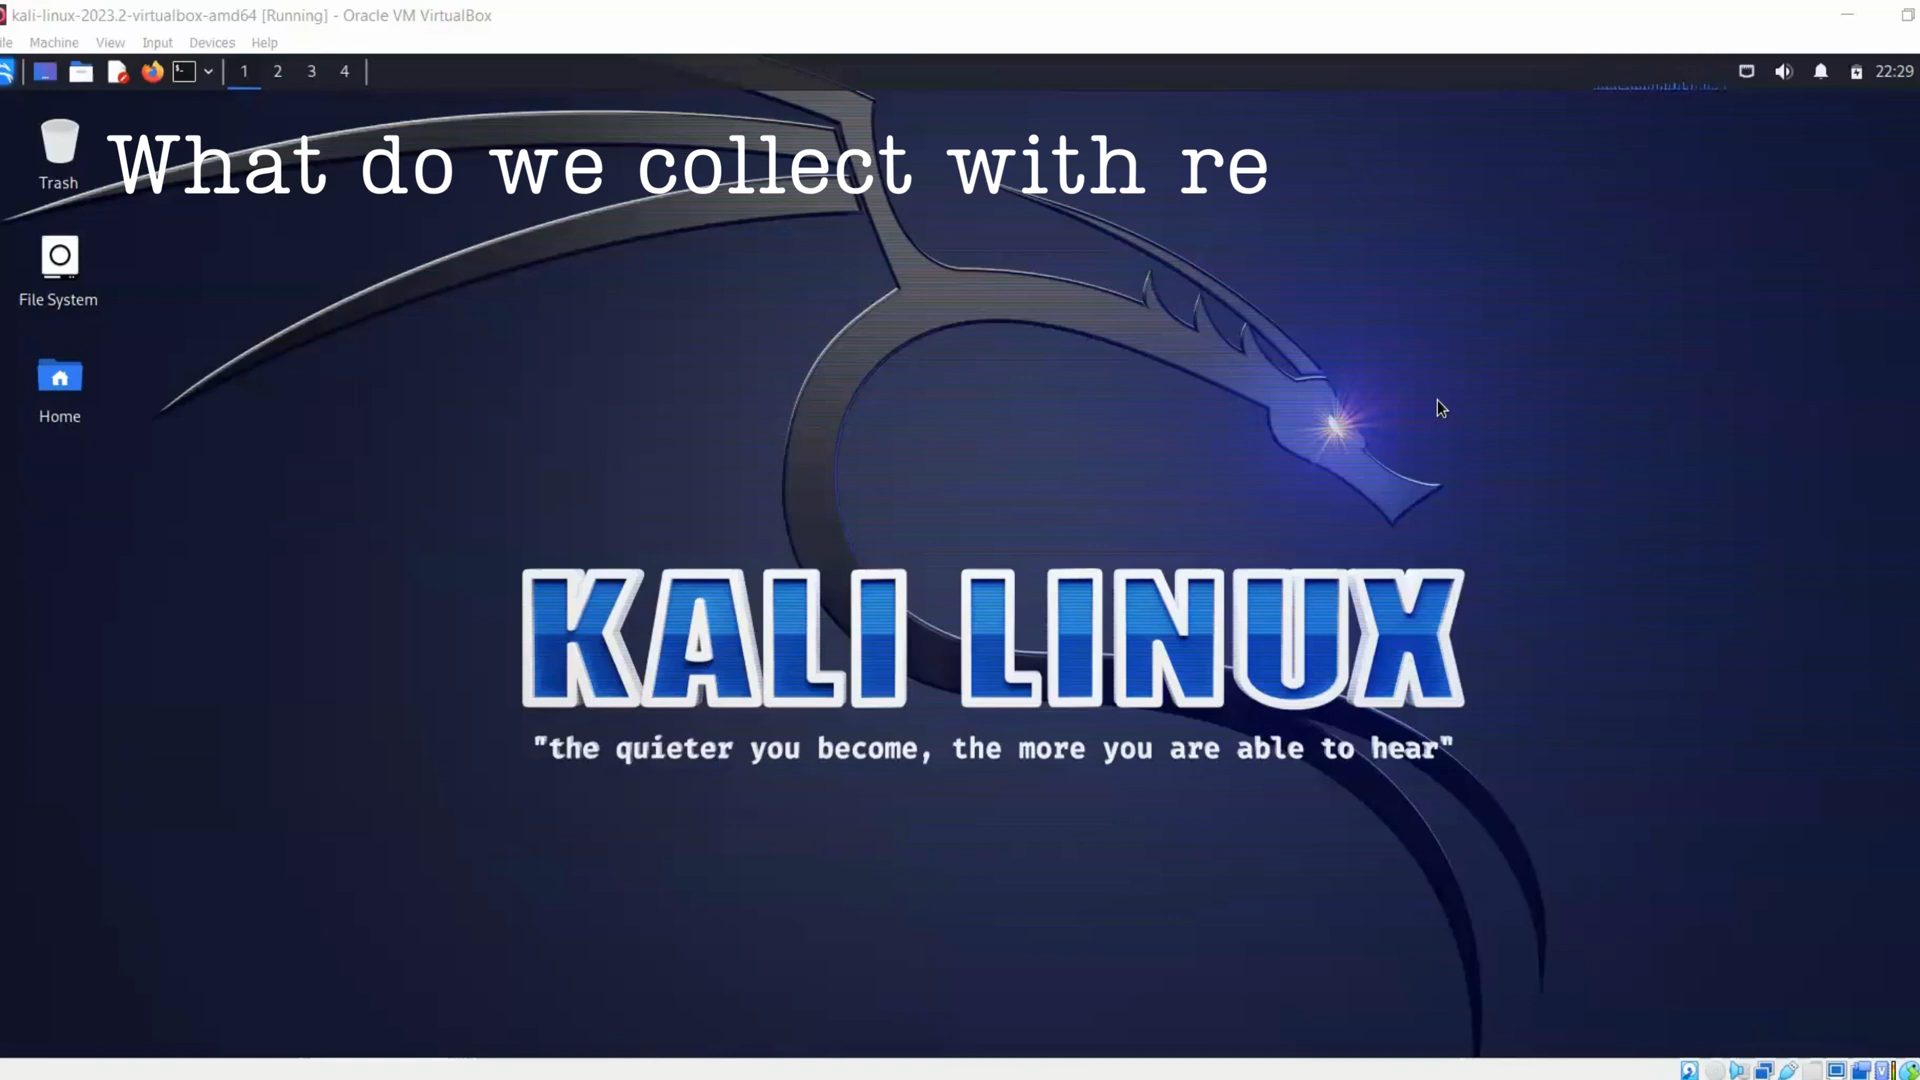 kali-linux-2023.2-virtualbox-amd64 [Running] - Oracle VM VirtualBox
ile Machine View Input Devices Help
1 2 3 4 22:29
What do we collect with re
Trash
File System
Home
KALI LINUX
"the quieter you become, the more you are able to hear"